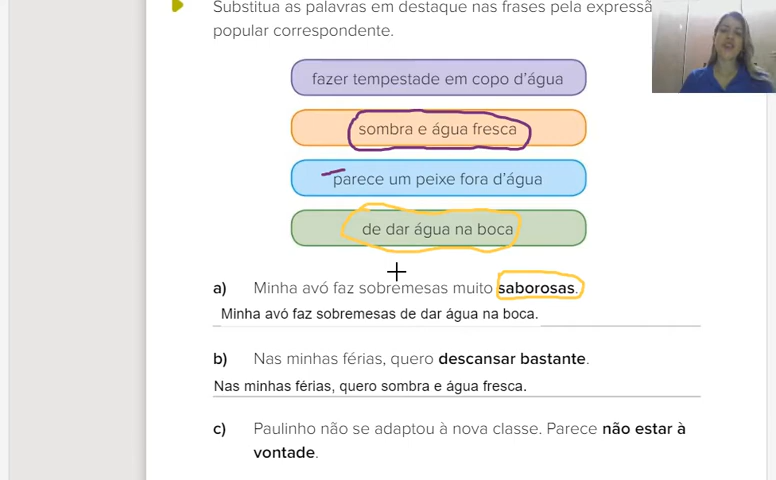 Substitua as palavras em destaque nas frases pela
popular correspondente.
fazer tempestade em copo d'água
sombra e água fresca
parece um peixe fora d'água
de dar água na boca
a) Minha avó faz sobremesas muito saborosas.
Minha avó faz sobremesas de dar água na boca.
b) Nas minhas férias, quero descansar bastante.
Nas minhas férias, quero sombra e água fresca.
c) Paulinho não se adaptou à nova classe. Parece não estar à
vontade.